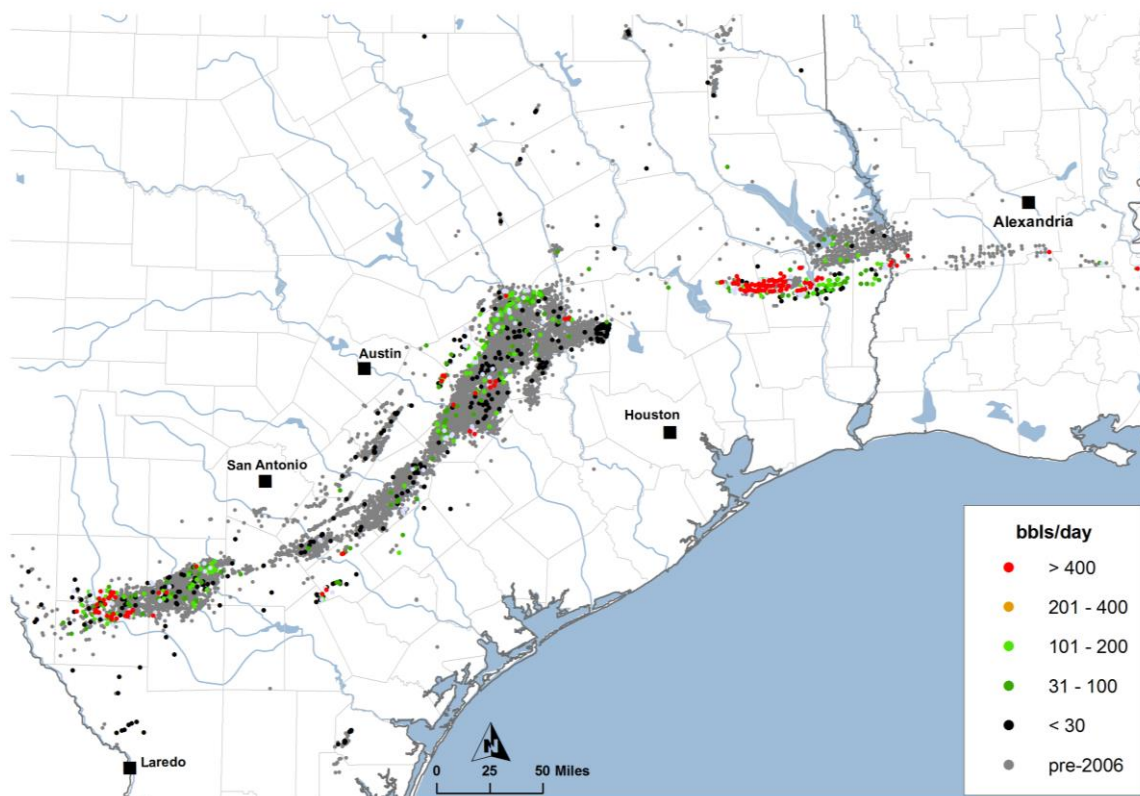 Alexandria
Austin
Houston
San Antonio
bbls/day
> 400
201 - 400
101 - 200
31 - 100
< 30
pre-2006
Laredo
N
0 25 50 Miles